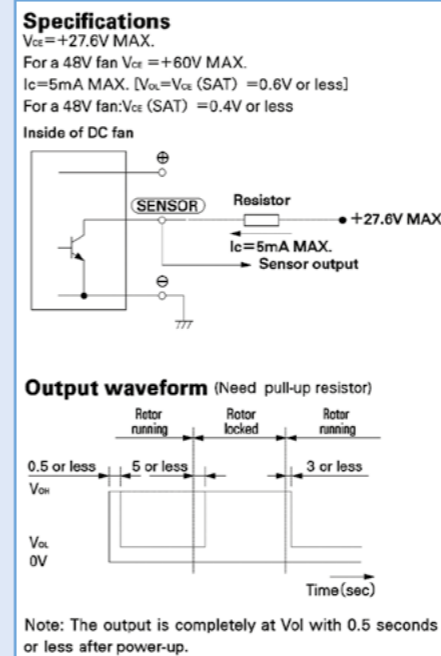 Specifications
VCE=+27.6V MAX.
For a 48V fan VCE =+60V MAX.
Ic=5mA MAX. [VOL=VCE (SAT) =0.6V or less]
For a 48V fan:VCE (SAT) =0.4V or less
Inside of DC fan
⊕
SENSOR
Resistor
+27.6V MAX
Ic=5mA MAX.
Sensor output
⊖
Output waveform (Need pull-up resistor)
Rotor running
Rotor locked
Rotor running
0.5 or less
5 or less
3 or less
VOH
VOL
0V
Time(sec)
Note: The output is completely at Vol with 0.5 seconds
or less after power-up.